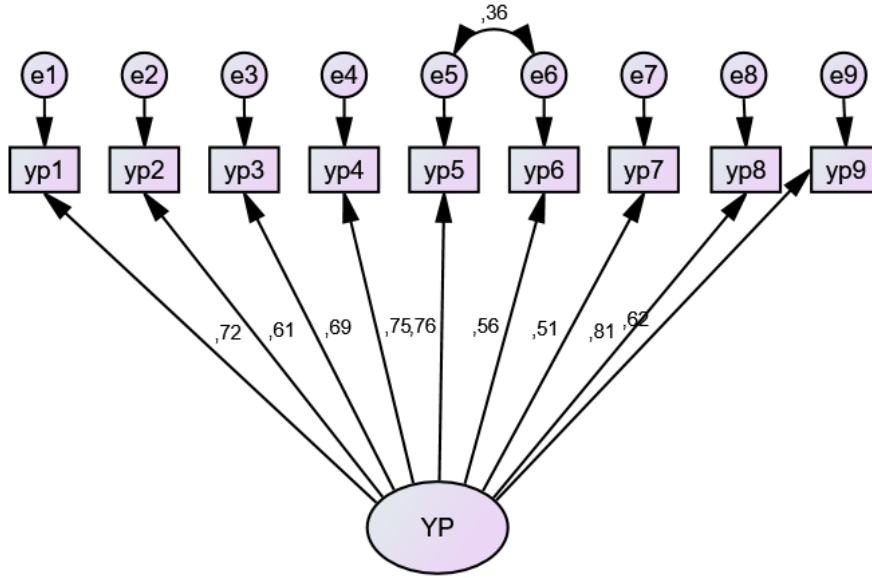 ,36
e1 e2 e3 e4 e5 e6 e7 e8 e9
yp1 yp2 yp3 yp4 yp5 yp6 yp7 yp8 yp9
,72 ,61 ,69 ,75 ,76 ,56 ,51 ,81 ,62
YP